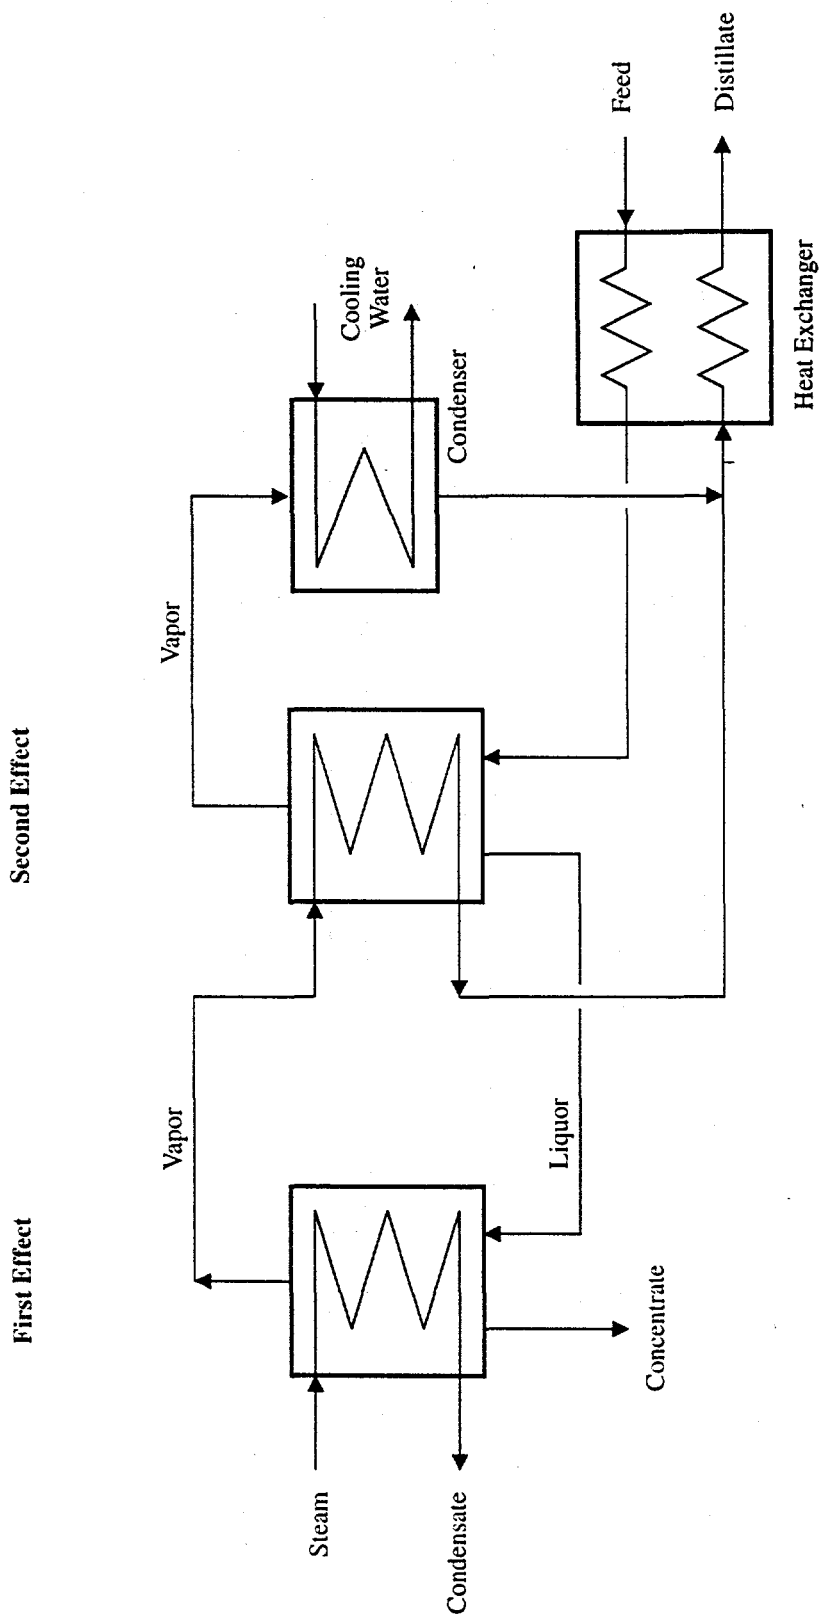 First Effect
Second Effect
Vapor
Vapor
Steam
Condensate
Liquor
Concentrate
Cooling
Water
Condenser
Feed
Distillate
Heat Exchanger